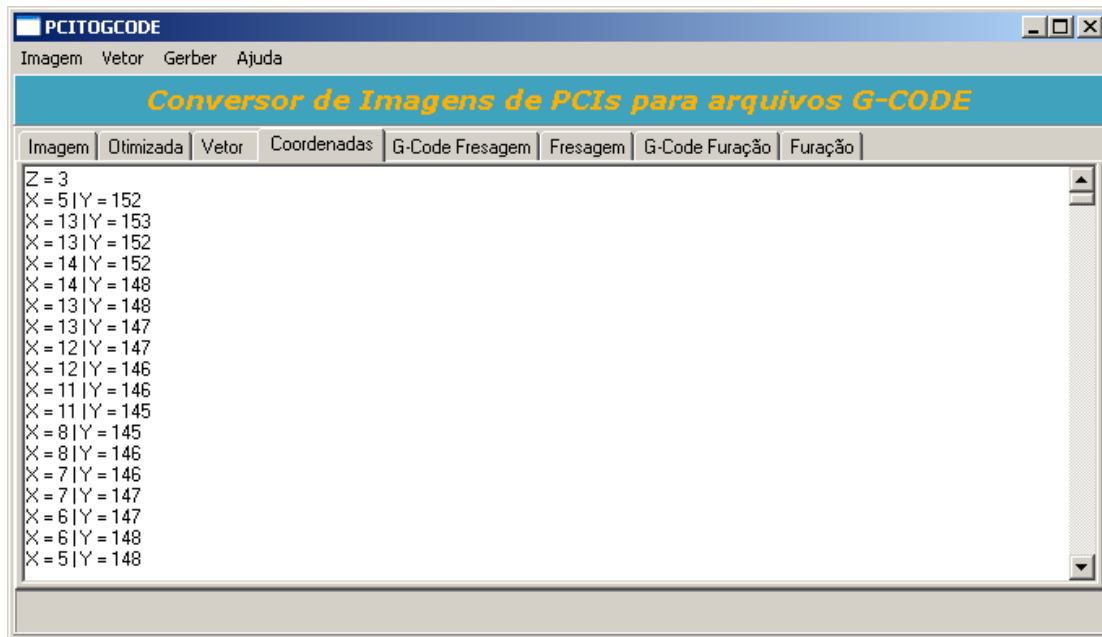 PCITOGCODE
Imagem Vetor Gerber Ajuda
Conversor de Imagens de PCIs para arquivos G-CODE
Imagem Otimizada Vetor Coordenadas G-Code Fresagem Fresagem G-Code Furação Furação
Z = 3
X = 5 | Y = 152
X = 13 | Y = 153
X = 13 | Y = 152
X = 14 | Y = 152
X = 14 | Y = 148
X = 13 | Y = 148
X = 13 | Y = 147
X = 12 | Y = 147
X = 12 | Y = 146
X = 11 | Y = 146
X = 11 | Y = 145
X = 8 | Y = 145
X = 8 | Y = 146
X = 7 | Y = 146
X = 7 | Y = 147
X = 6 | Y = 147
X = 6 | Y = 148
X = 5 | Y = 148